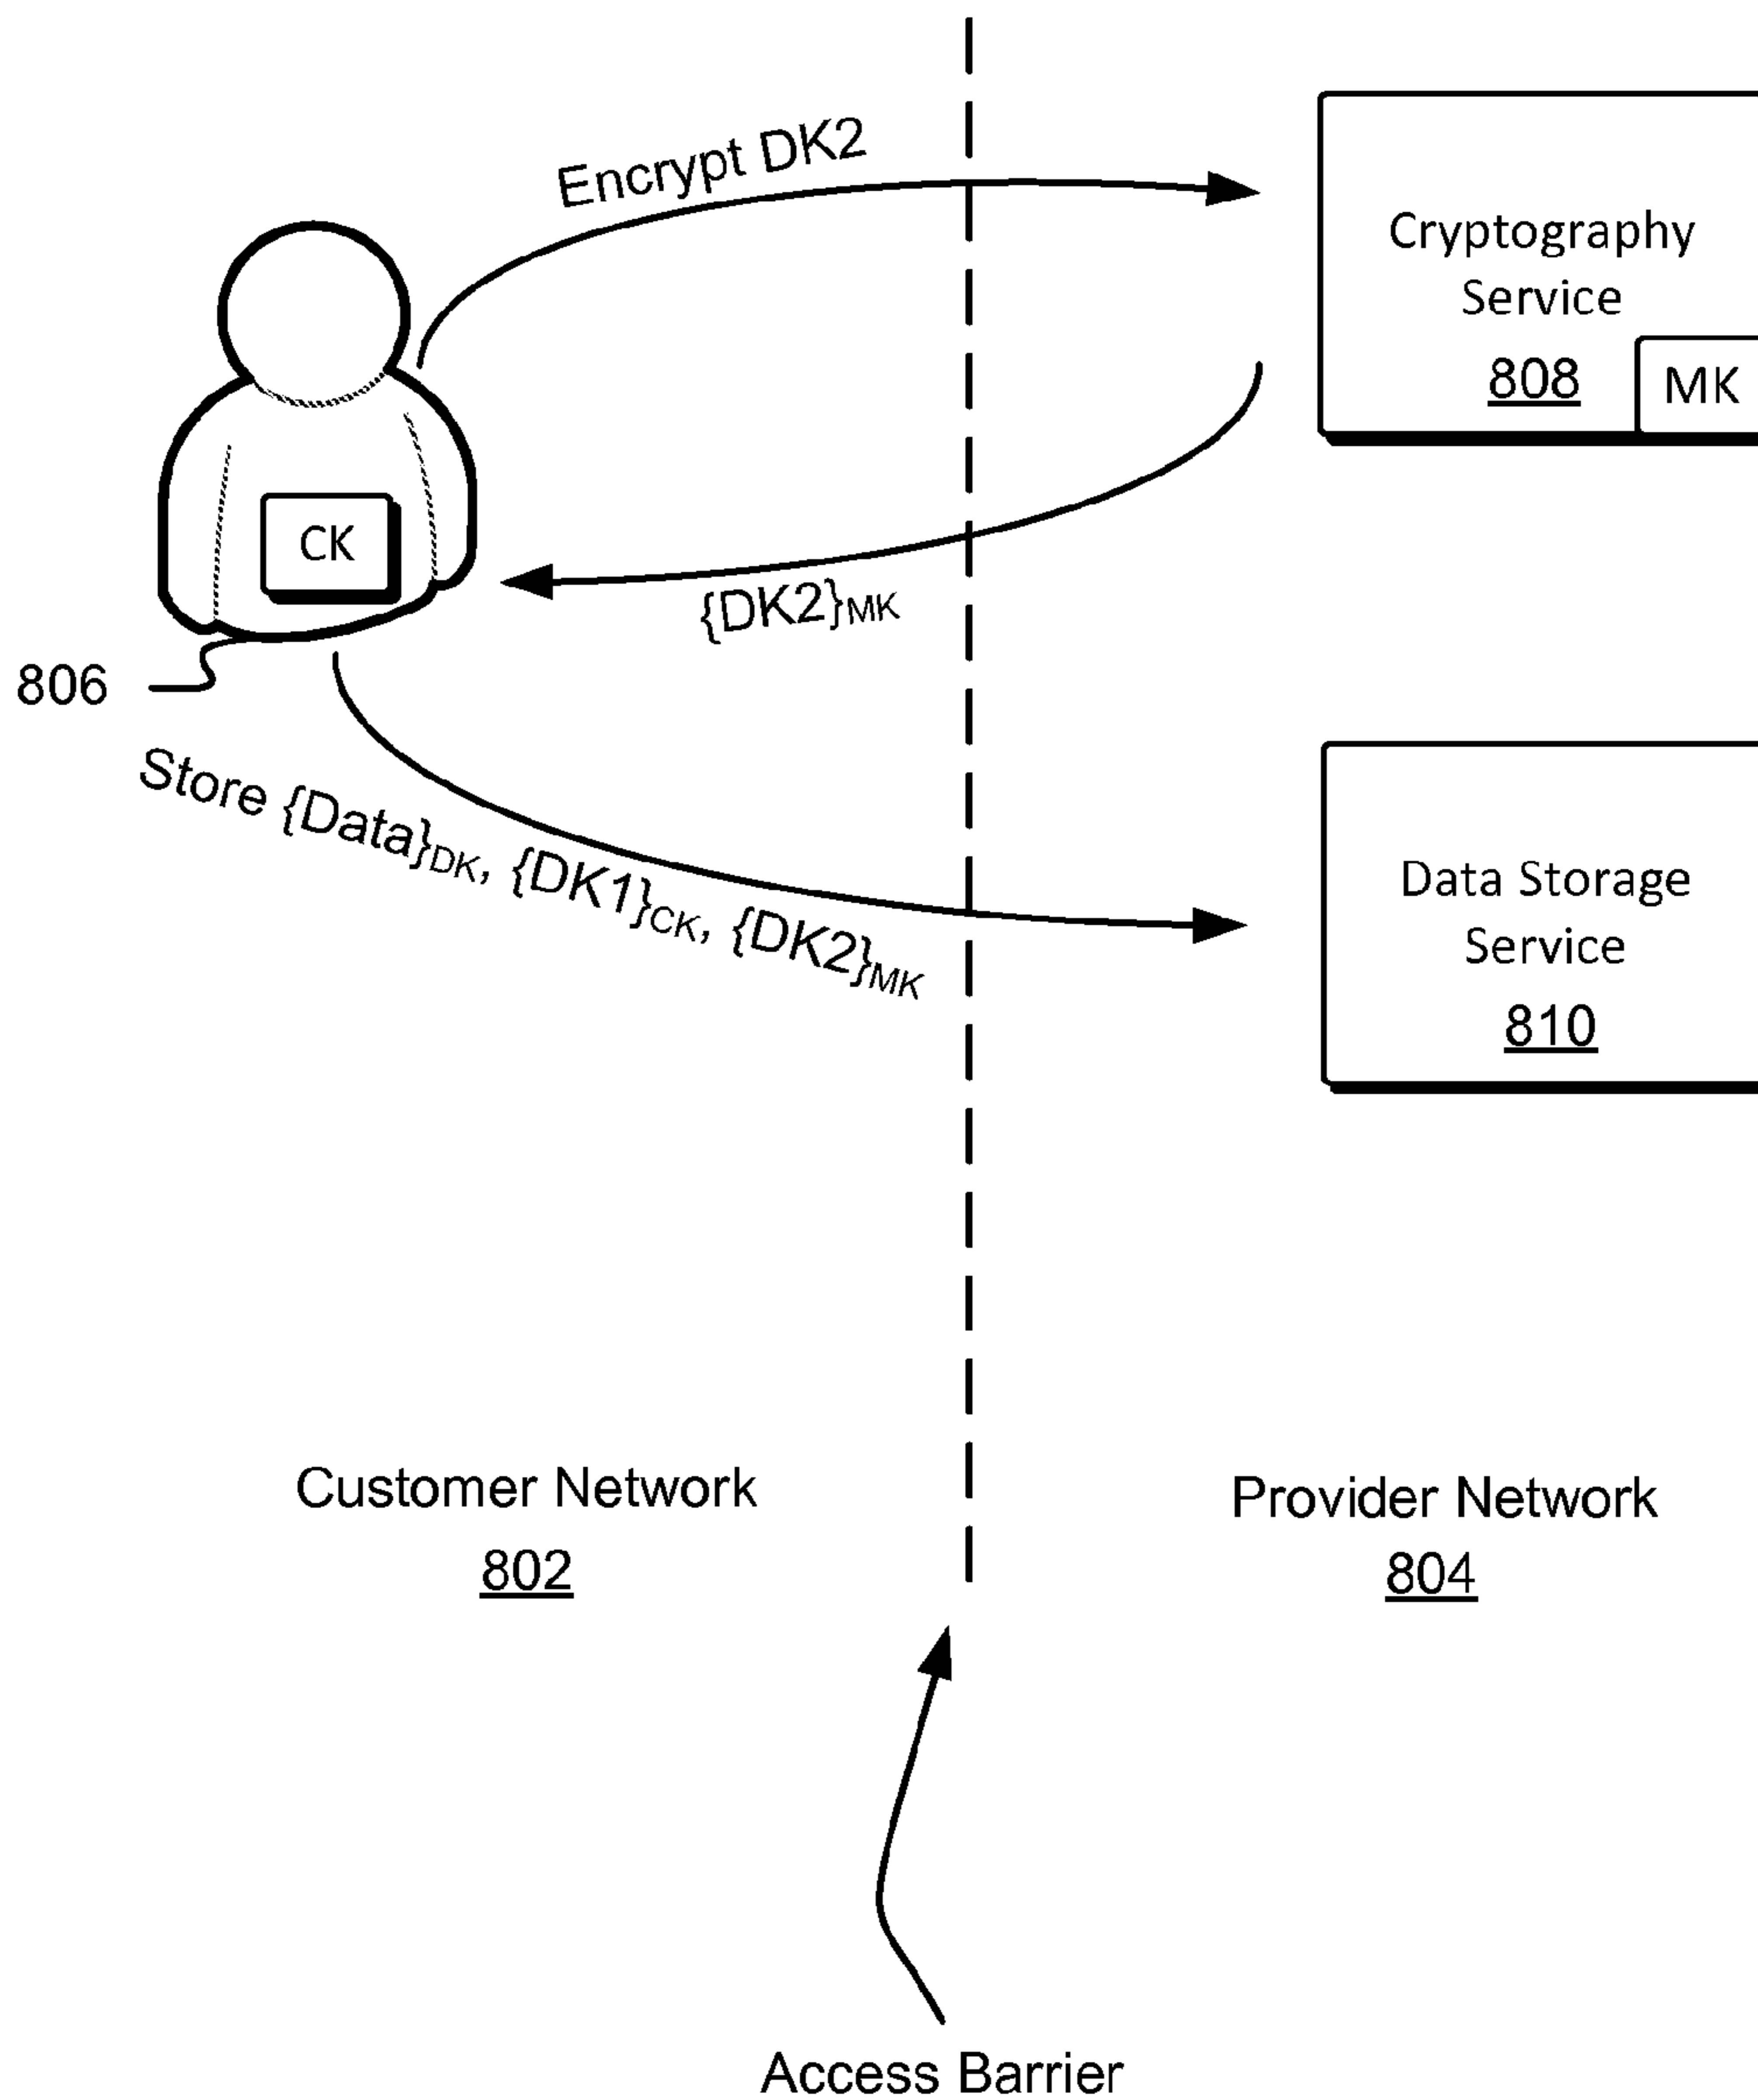 Encrypt DK2
Cryptography
Service
808
MK
CK
{DK2}MK
806
Store {Data}DK, {DK1}CK, {DK2}MK
Data Storage
Service
810
Customer Network
802
Provider Network
804
Access Barrier